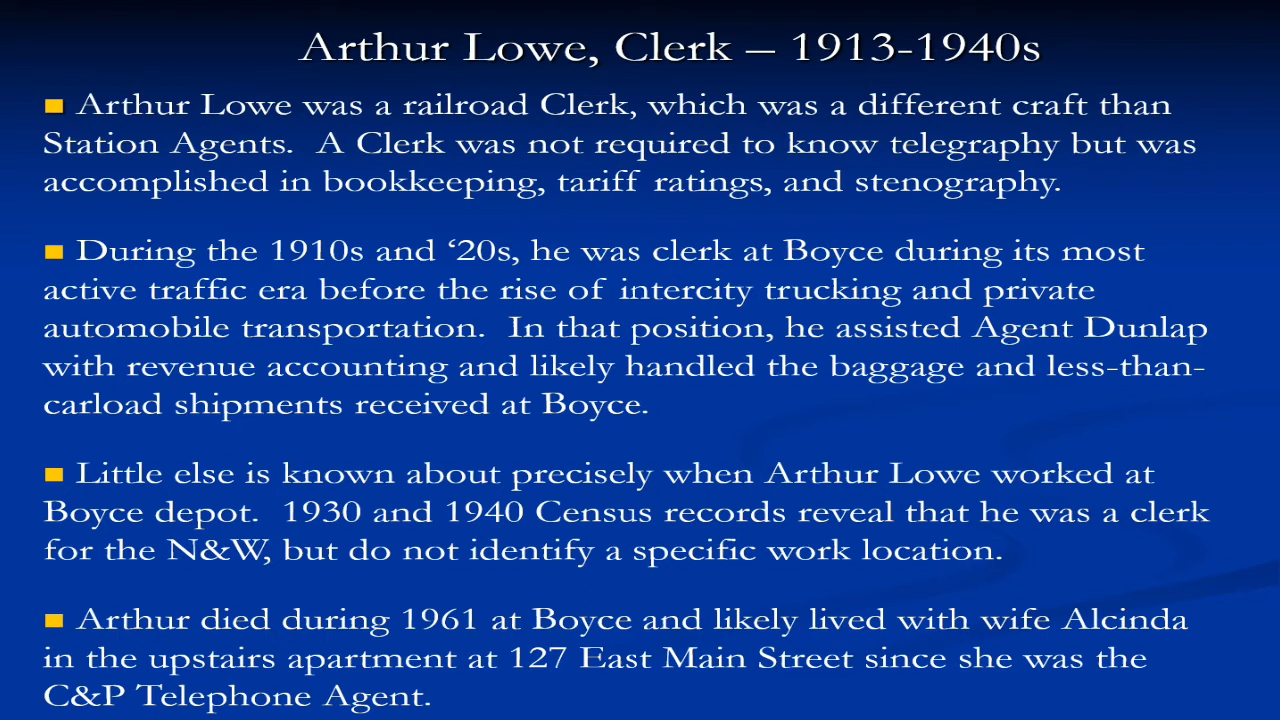 Arthur Lowe, Clerk – 1913-1940s
Arthur Lowe was a railroad Clerk, which was a different craft than
Station Agents.  A Clerk was not required to know telegraphy but was
accomplished in bookkeeping, tariff ratings, and stenography.
During the 1910s and ‘20s, he was clerk at Boyce during its most
active traffic era before the rise of intercity trucking and private
automobile transportation.  In that position, he assisted Agent Dunlap
with revenue accounting and likely handled the baggage and less-than-
carload shipments received at Boyce.
Little else is known about precisely when Arthur Lowe worked at
Boyce depot.  1930 and 1940 Census records reveal that he was a clerk
for the N&W, but do not identify a specific work location.
Arthur died during 1961 at Boyce and likely lived with wife Alcinda
in the upstairs apartment at 127 East Main Street since she was the
C&P Telephone Agent.